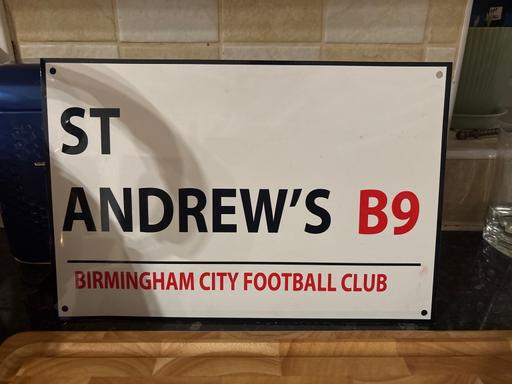 ST
ANDREW'S B9
BIRMINGHAM CITY FOOTBALL CLUB